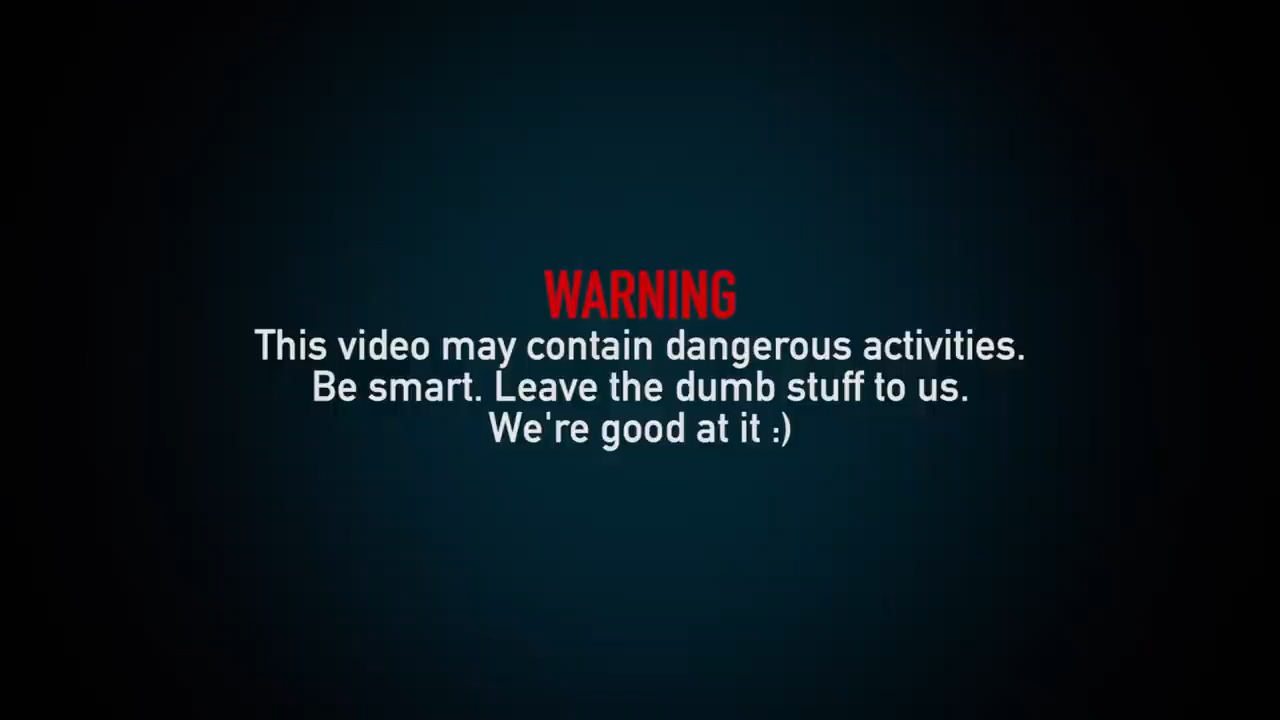 WARNING
This video may contain dangerous activities.
Be smart. Leave the dumb stuff to us.
We're good at it :)